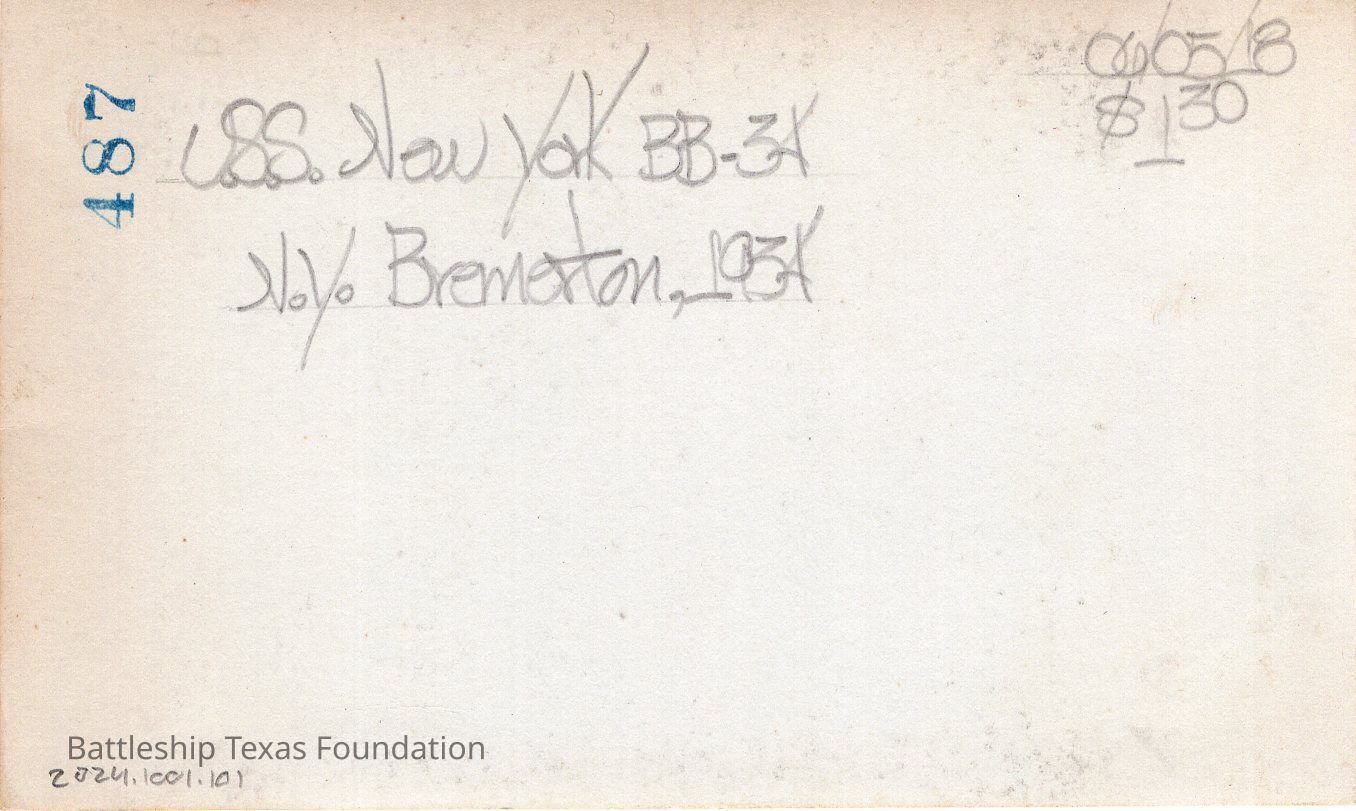 06/05/18
$1 30
487
U.S.S. New York BB-34
N.Y. Bremerton, 1934
Battleship Texas Foundation
2024.1001.101